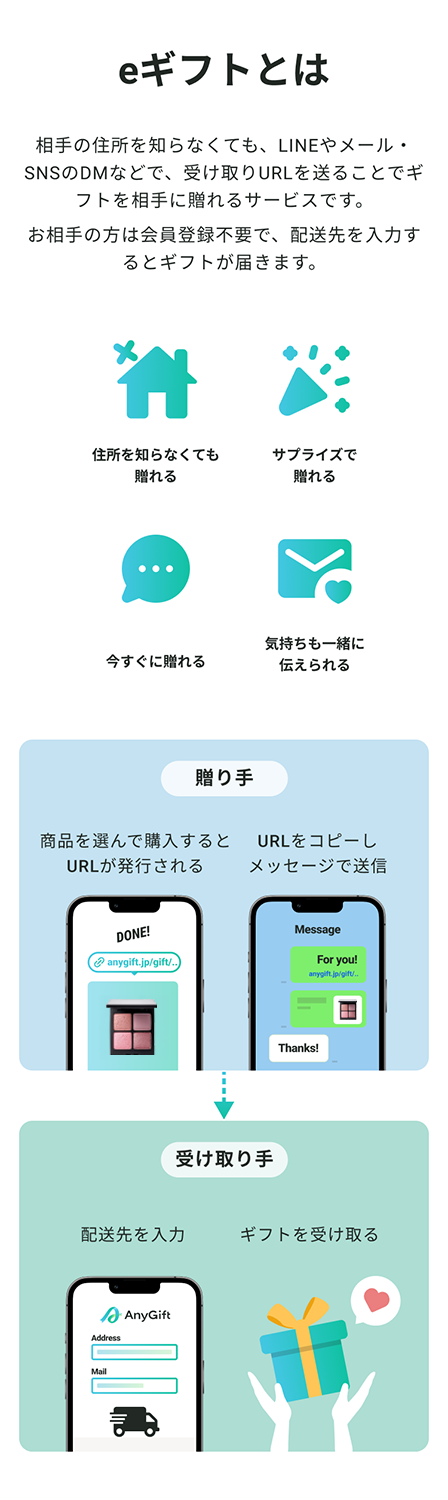 eギフトとは
相手の住所を知らなくても、LINEやメール・
SNSのDMなどで、受け取りURLを送ることでギ
フトを相手に贈れるサービスです。
お相手の方は会員登録不要で、配送先を入力す
るとギフトが届きます。
住所を知らなくても
贈れる
サプライズで
贈れる
今すぐに贈れる
気持ちも一緒に
伝えられる
贈り手
商品を選んで購入すると
URLが発行される
URLをコピーし
メッセージで送信
DONE!
anygift.jp/gift/..
Message
For you!
anygift.jp/gift/..
Thanks!
受け取り手
配送先を入力
ギフトを受け取る
AnyGift
Address
Mail